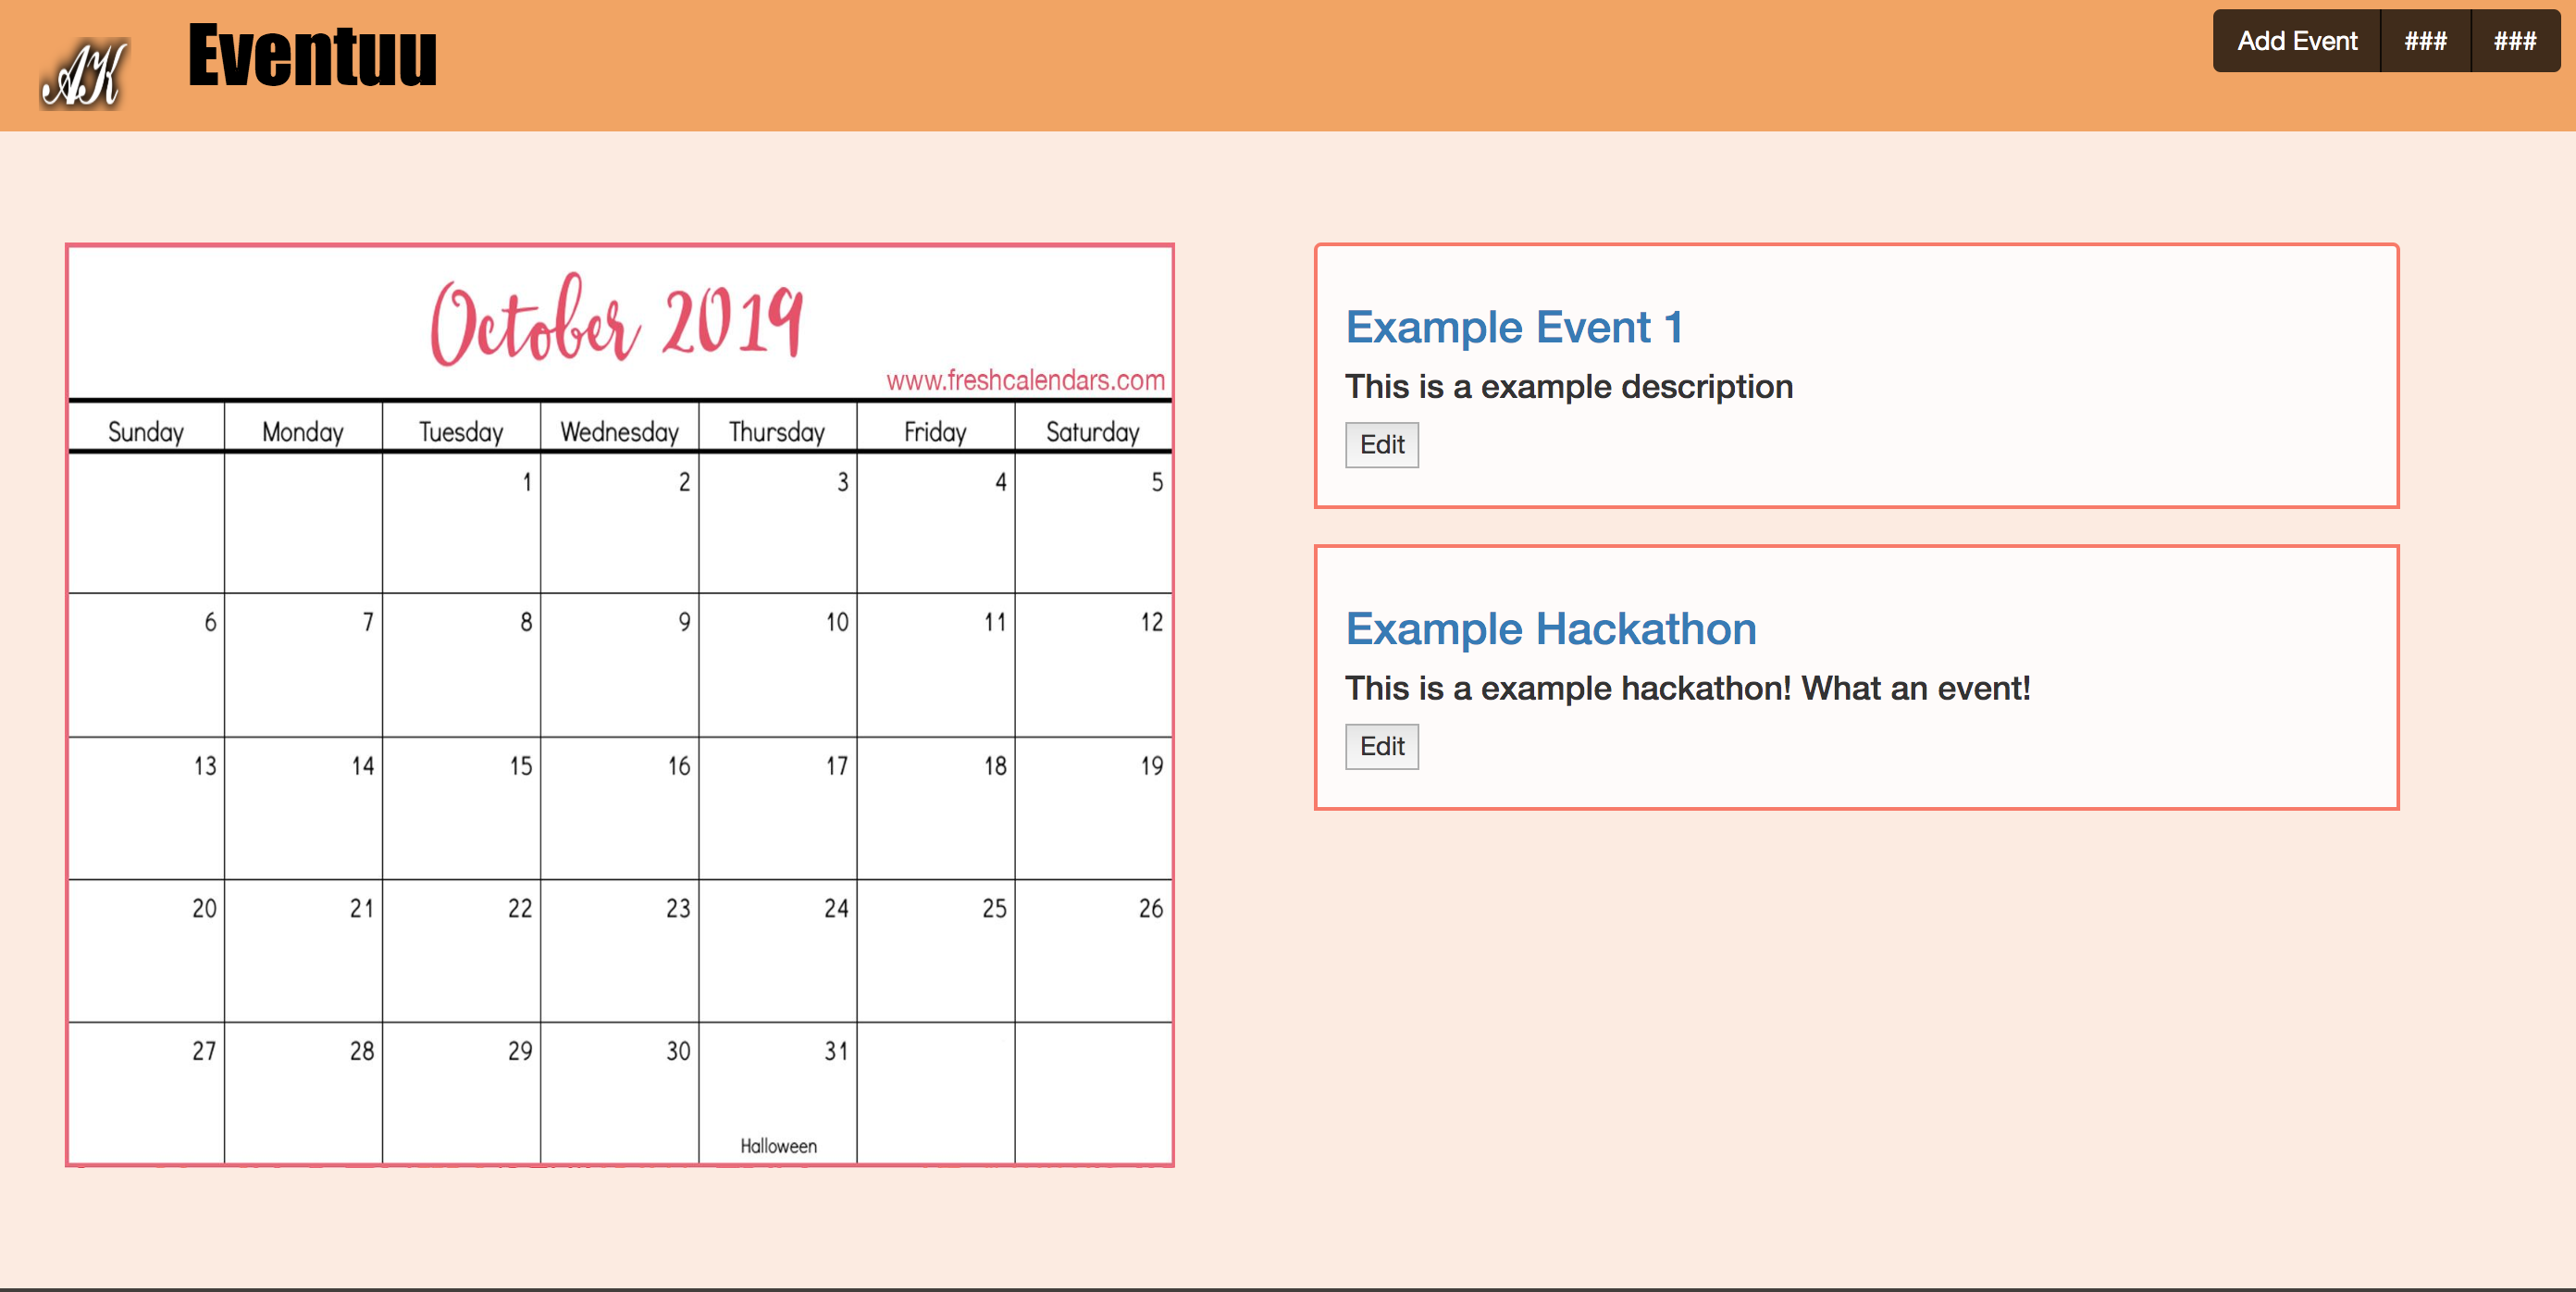 AK
Eventuu
Add Event ### ###
October 2019
www.freshcalendars.com
Sunday Monday Tuesday Wednesday Thursday Friday Saturday
1 2 3 4 5
6 7 8 9 10 11 12
13 14 15 16 17 18 19
20 21 22 23 24 25 26
27 28 29 30 31
Halloween
Example Event 1
This is a example description
Edit
Example Hackathon
This is a example hackathon! What an event!
Edit